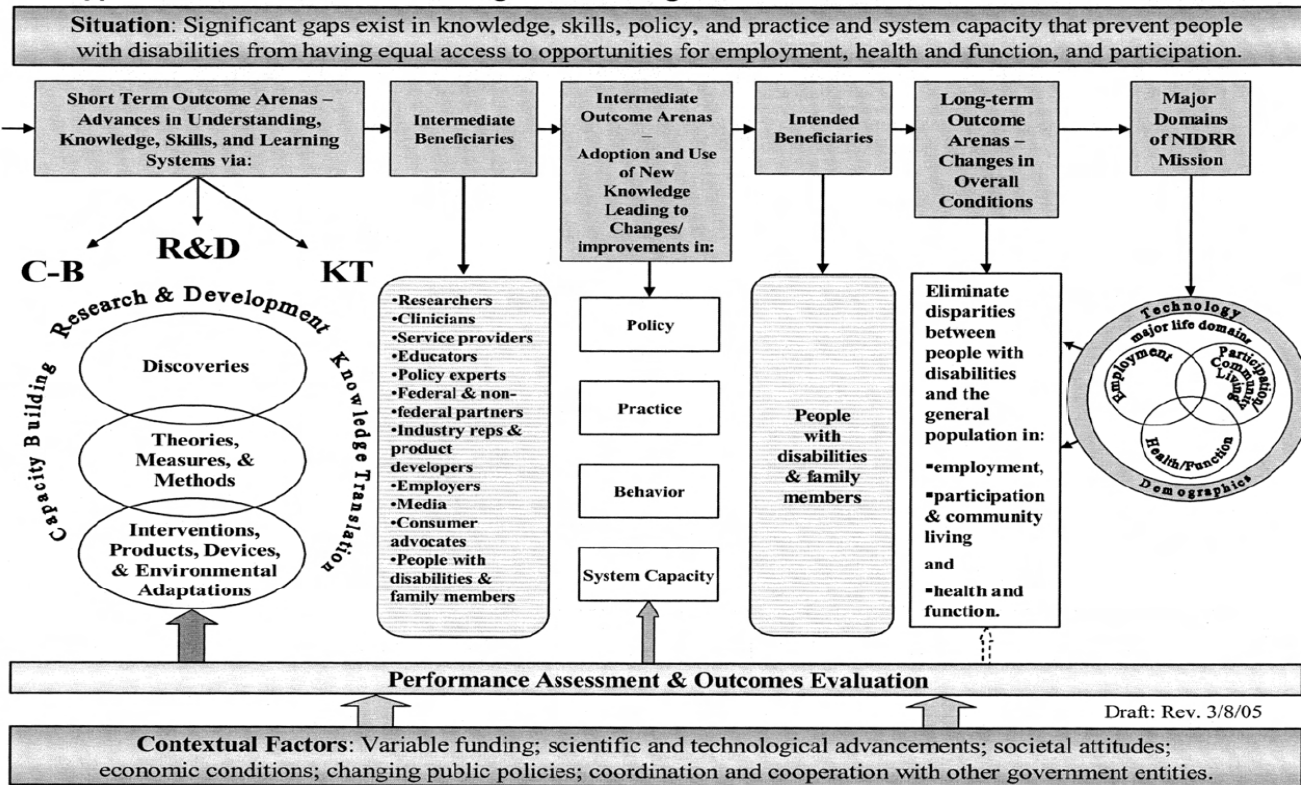 Situation: Significant gaps exist in knowledge, skills, policy, and practice and system capacity that prevent people
with disabilities from having equal access to opportunities for employment, health and function, and participation.
Short Term Outcome Arenas –
Advances in Understanding,
Knowledge, Skills, and Learning
Systems via:
Intermediate
Beneficiaries
Intermediate
Outcome Arenas
–
Adoption and Use
of New
Knowledge
Leading to
Changes/
improvements in:
Intended
Beneficiaries
Long-term
Outcome
Arenas –
Changes in
Overall
Conditions
Major
Domains
of NIDRR
Mission
C-B
R&D
KT
Capacity Building
Research & Development
Knowledge Translation
Discoveries
Theories,
Measures, &
Methods
Interventions,
Products, Devices,
& Environmental
Adaptations
•Researchers
•Clinicians
•Service providers
•Educators
•Policy experts
•Federal & non-
•federal partners
•Industry reps &
product
developers
•Employers
•Media
•Consumer
advocates
•People with
disabilities &
family members
Policy
Practice
Behavior
System Capacity
People
with
disabilities
& family
members
Eliminate
disparities
between
people with
disabilities
and the
general
population in:
▪employment,
▪participation
& community
living
and
▪health and
function.
Technology
major life domains
Employment
Participation/
Community
Living
Health/Function
Demographics
Performance Assessment & Outcomes Evaluation
Draft: Rev. 3/8/05
Contextual Factors: Variable funding; scientific and technological advancements; societal attitudes;
economic conditions; changing public policies; coordination and cooperation with other government entities.